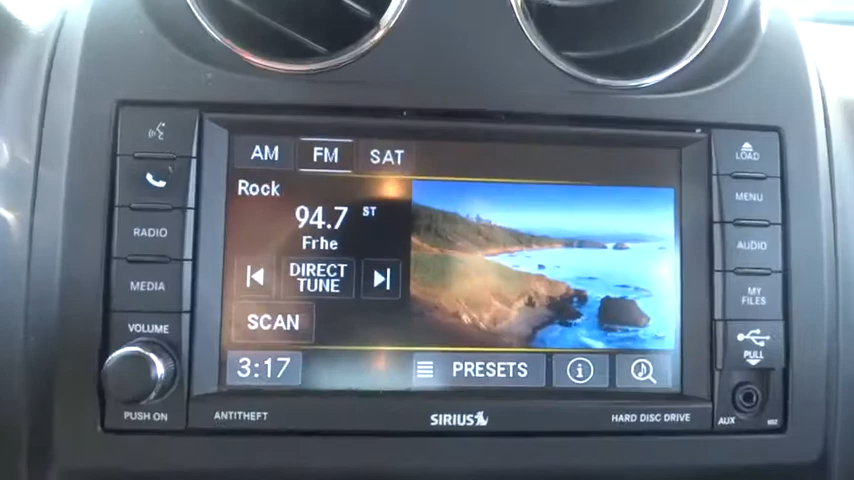 AM FM SAT
LOAD
Rock
MENU
94.7 ST
Frhe
RADIO
AUDIO
DIRECT
TUNE
MEDIA
MY
FILES
SCAN
VOLUME
PULL
3:17 PRESETS i
PUSH ON
ANTITHEFT SIRIUS HARD DISC DRIVE AUX